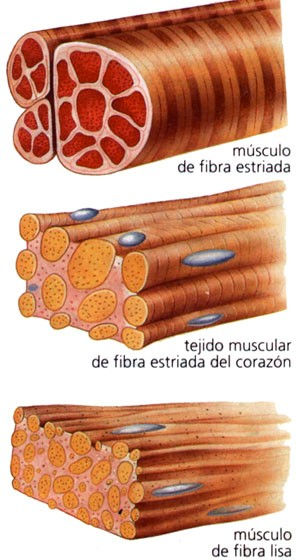 músculo
de fibra estriada
tejido muscular
de fibra estriada del corazón
músculo
de fibra lisa